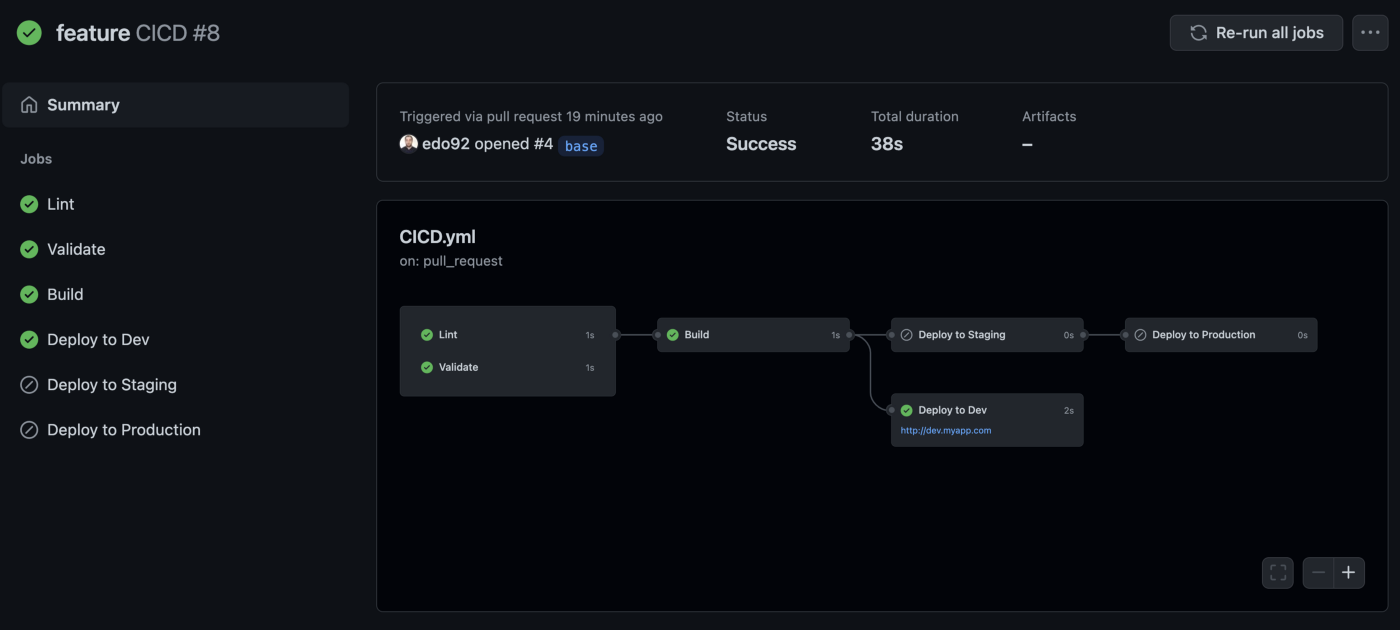 feature CICD #8
Re-run all jobs
Summary
Jobs
Lint
Validate
Build
Deploy to Dev
Deploy to Staging
Deploy to Production
Triggered via pull request 19 minutes ago
edo92 opened #4 base
Status
Success
Total duration
38s
Artifacts
–
CICD.yml
on: pull_request
Lint 1s
Validate 1s
Build 1s
Deploy to Staging 0s
Deploy to Production 0s
Deploy to Dev 2s
http://dev.myapp.com